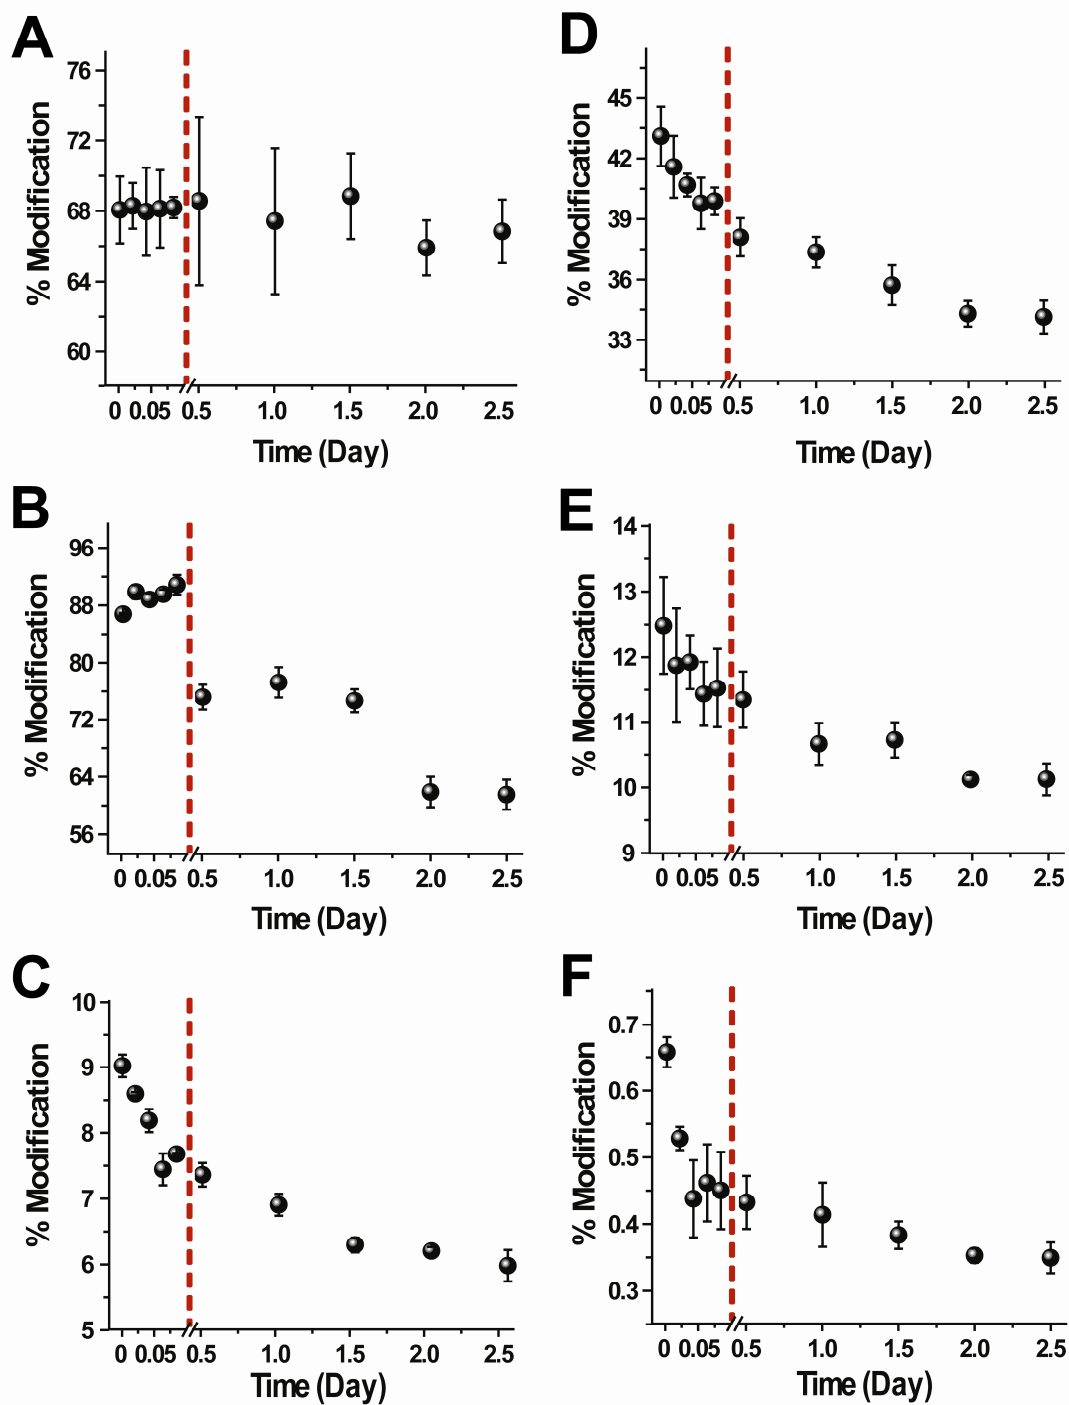 A
76
72
68
64
60
% Modification
0 0.05 0.5 1.0 1.5 2.0 2.5
Time (Day)
D
45
42
39
36
33
% Modification
0 0.05 0.5 1.0 1.5 2.0 2.5
Time (Day)
B
96
88
80
72
64
56
% Modification
0 0.05 0.5 1.0 1.5 2.0 2.5
Time (Day)
E
14
13
12
11
10
9
% Modification
0 0.05 0.5 1.0 1.5 2.0 2.5
Time (Day)
C
10
9
8
7
6
5
% Modification
0 0.05 0.5 1.0 1.5 2.0 2.5
Time (Day)
F
0.7
0.6
0.5
0.4
0.3
% Modification
0 0.05 0.5 1.0 1.5 2.0 2.5
Time (Day)